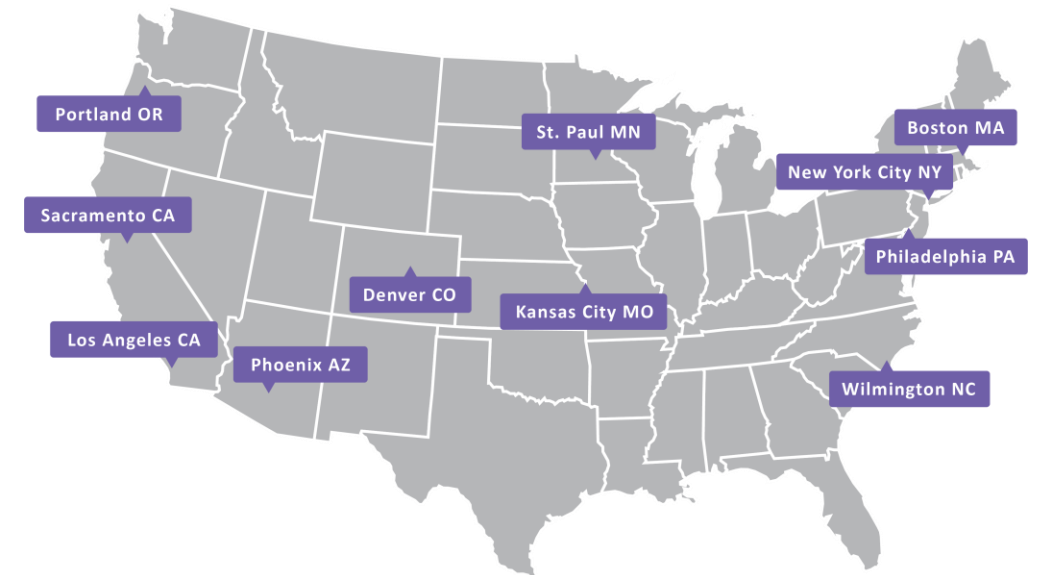 Portland OR
St. Paul MN
Boston MA
New York City NY
Sacramento CA
Philadelphia PA
Denver CO
Kansas City MO
Los Angeles CA
Phoenix AZ
Wilmington NC